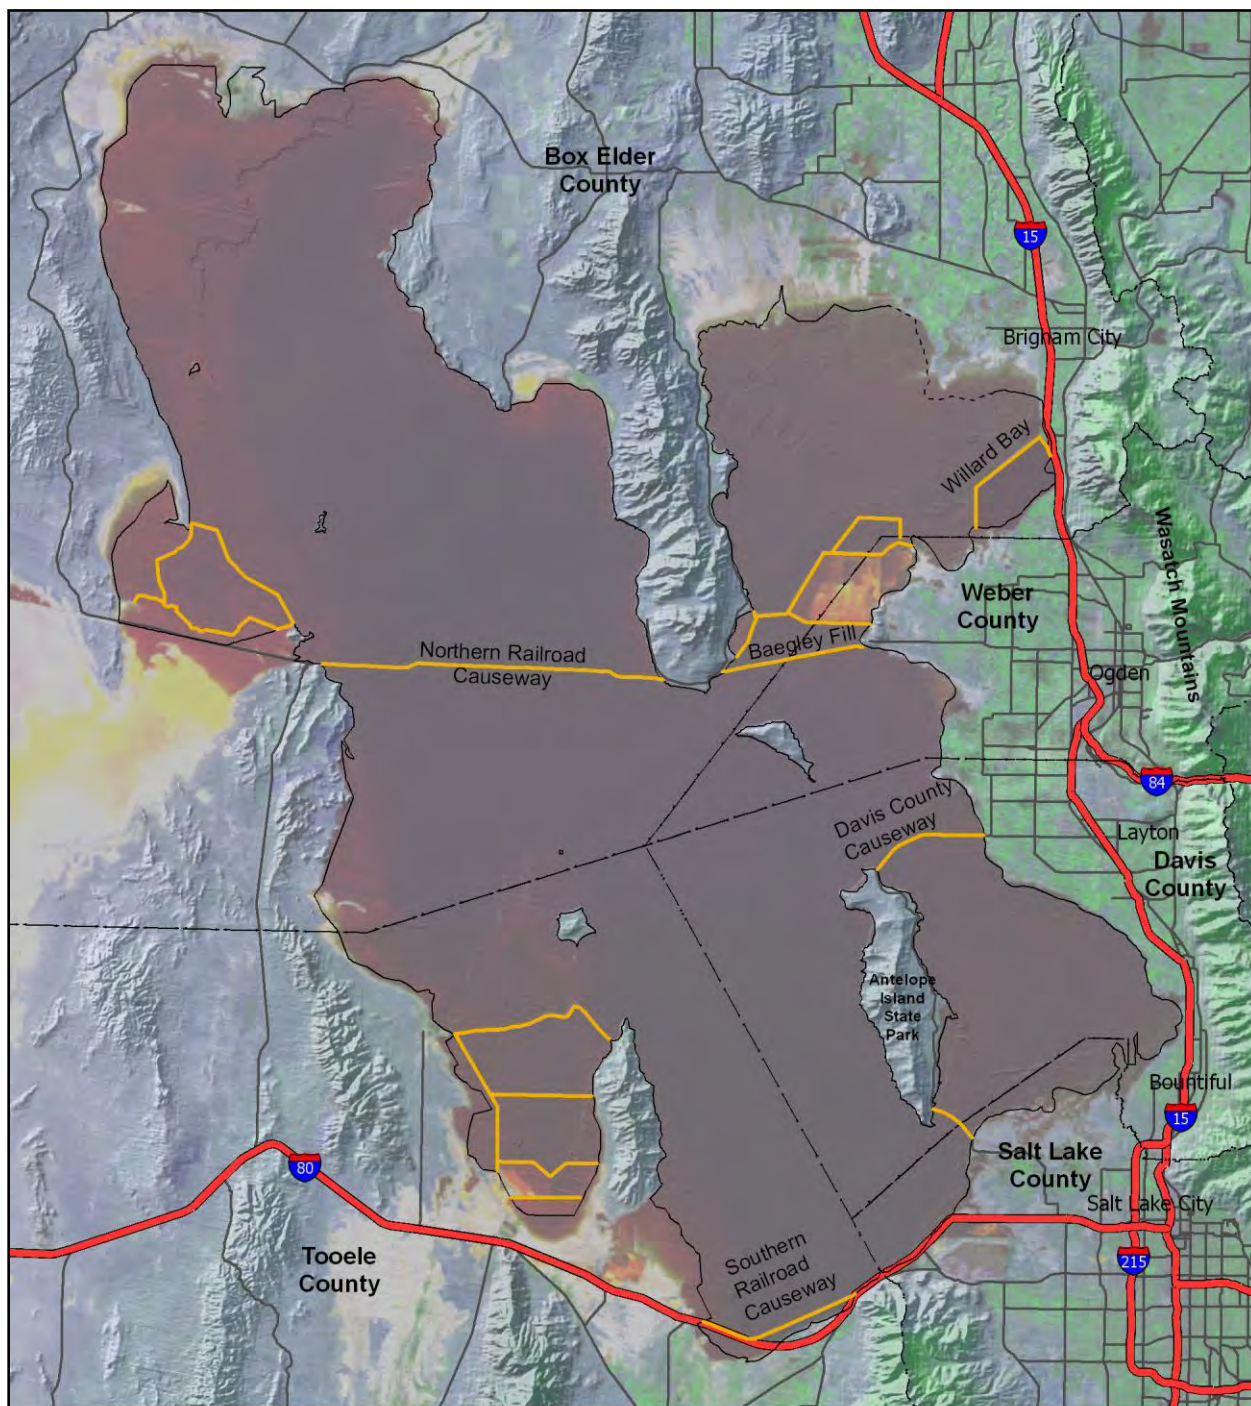 Box Elder
County
15
Brigham City
Willard Bay
Wasatch Mountains
Weber
County
Baegley Fill
Northern Railroad
Causeway
Ogden
84
Davis County
Causeway
Layton
Davis
County
Antelope
Island
State
Park
Bountiful
15
80
Salt Lake
County
Salt Lake City
Tooele
County
Southern
Railroad
Causeway
215